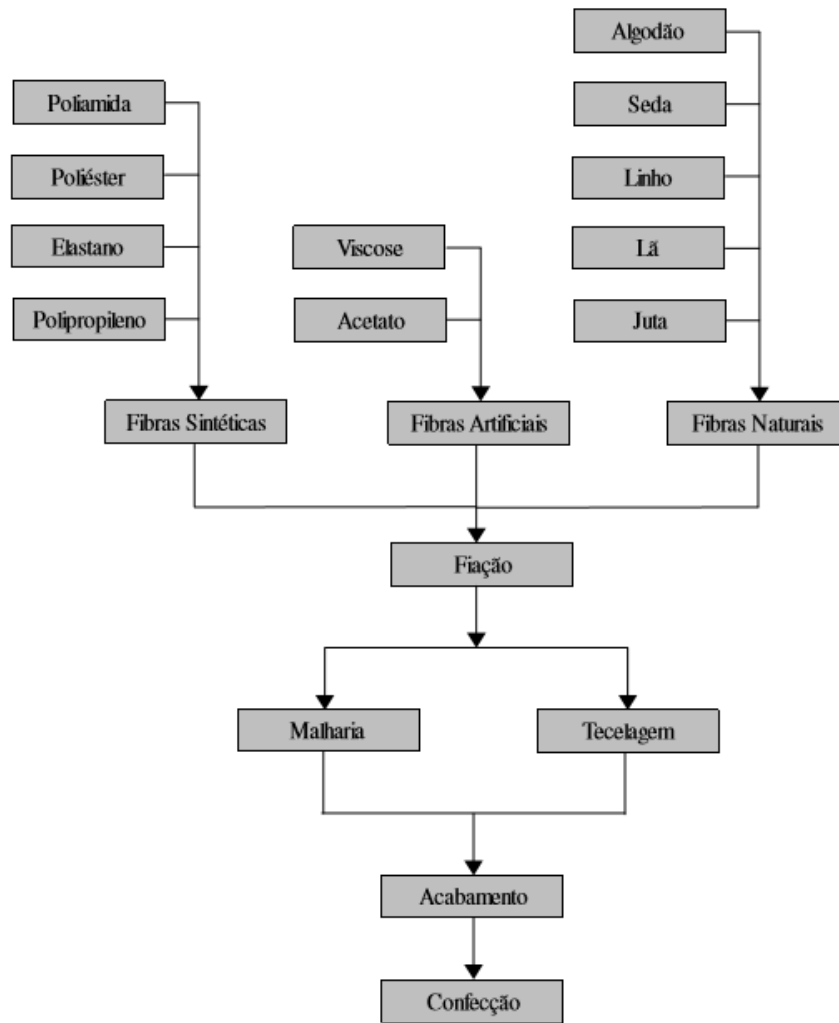 Algodão
Poliamida
Seda
Poliéster
Linho
Elastano
Viscose
Lã
Polipropileno
Acetato
Juta
Fibras Sintéticas
Fibras Artificiais
Fibras Naturais
Fiação
Malharia
Tecelagem
Acabamento
Confecção